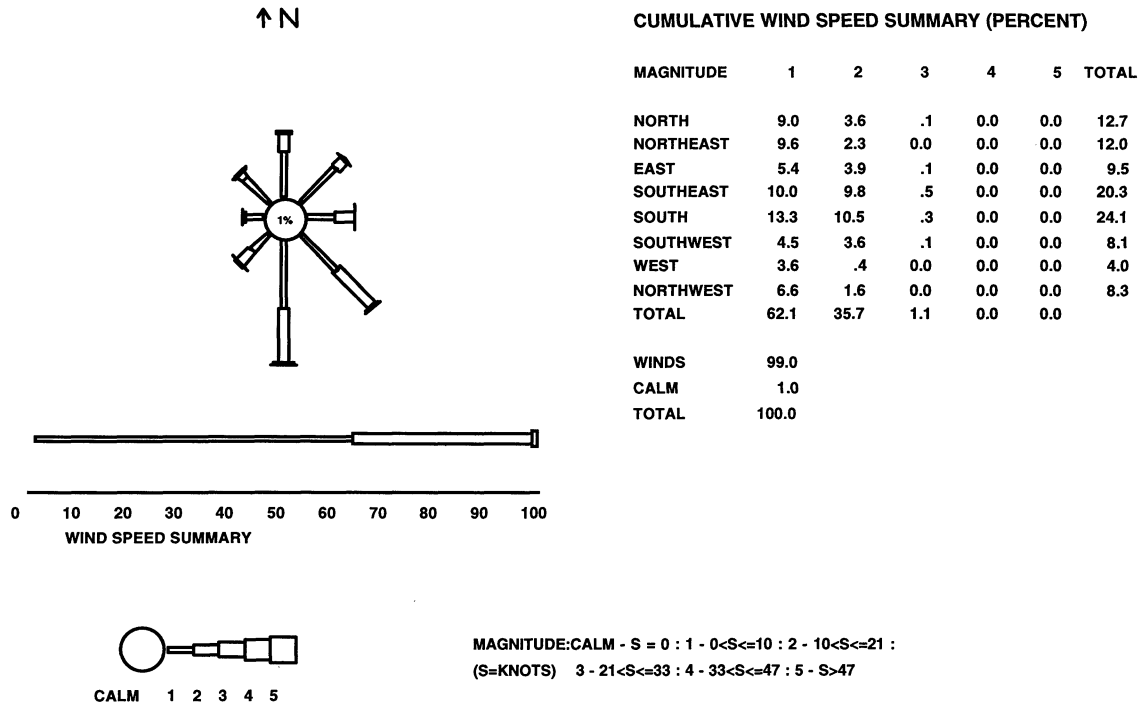 N
1%
0 10 20 30 40 50 60 70 80 90 100
WIND SPEED SUMMARY
CALM 1 2 3 4 5
CUMULATIVE WIND SPEED SUMMARY (PERCENT)
MAGNITUDE 1 2 3 4 5 TOTAL
NORTH 9.0 3.6 .1 0.0 0.0 12.7
NORTHEAST 9.6 2.3 0.0 0.0 0.0 12.0
EAST 5.4 3.9 .1 0.0 0.0 9.5
SOUTHEAST 10.0 9.8 .5 0.0 0.0 20.3
SOUTH 13.3 10.5 .3 0.0 0.0 24.1
SOUTHWEST 4.5 3.6 .1 0.0 0.0 8.1
WEST 3.6 .4 0.0 0.0 0.0 4.0
NORTHWEST 6.6 1.6 0.0 0.0 0.0 8.3
TOTAL 62.1 35.7 1.1 0.0 0.0
WINDS 99.0
CALM 1.0
TOTAL 100.0
MAGNITUDE:CALM - S = 0 : 1 - 0<S<=10 : 2 - 10<S<=21 :
(S=KNOTS) 3 - 21<S<=33 : 4 - 33<S<=47 : 5 - S>47